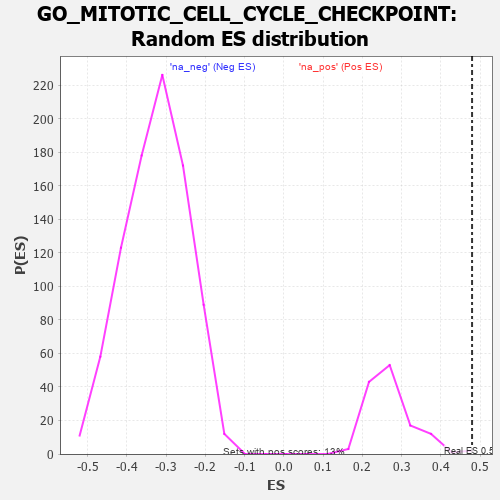 GO_MITOTIC_CELL_CYCLE_CHECKPOINT:
Random ES distribution
'na_neg' (Neg ES) 'na_pos' (Pos ES)
220
200
180
160
140
120
100
80
60
40
20
0
P(ES)
Sets with pos scores: 13%
Real ES 0.5
-0.5 -0.4 -0.3 -0.2 -0.1 0.0 0.1 0.2 0.3 0.4 0.5
ES